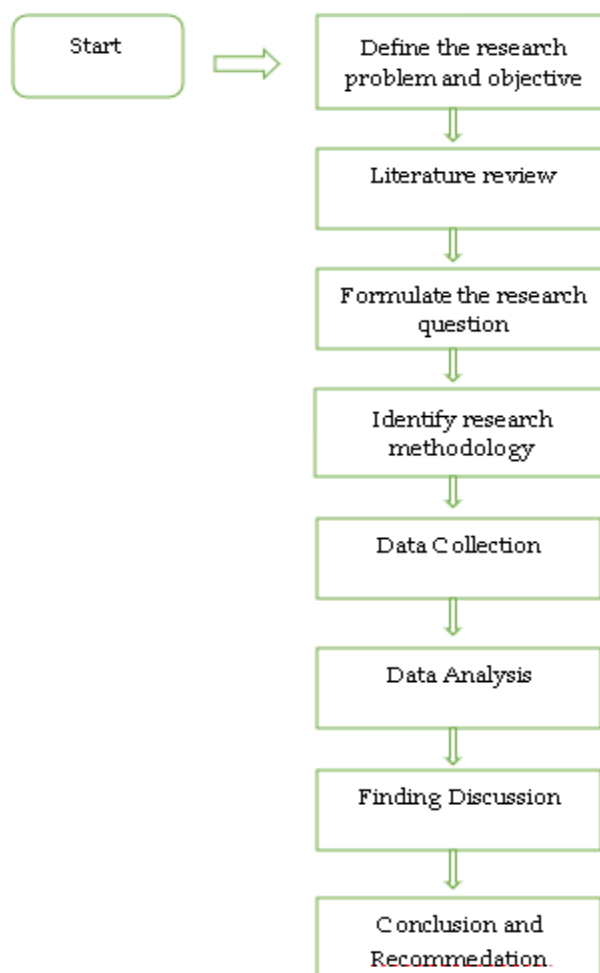 Start
Define the research
problem and objective
Literature review
Formulate the research
question
Identify research
methodology
Data Collection
Data Analysis
Finding Discussion
Conclusion and
Recommedation